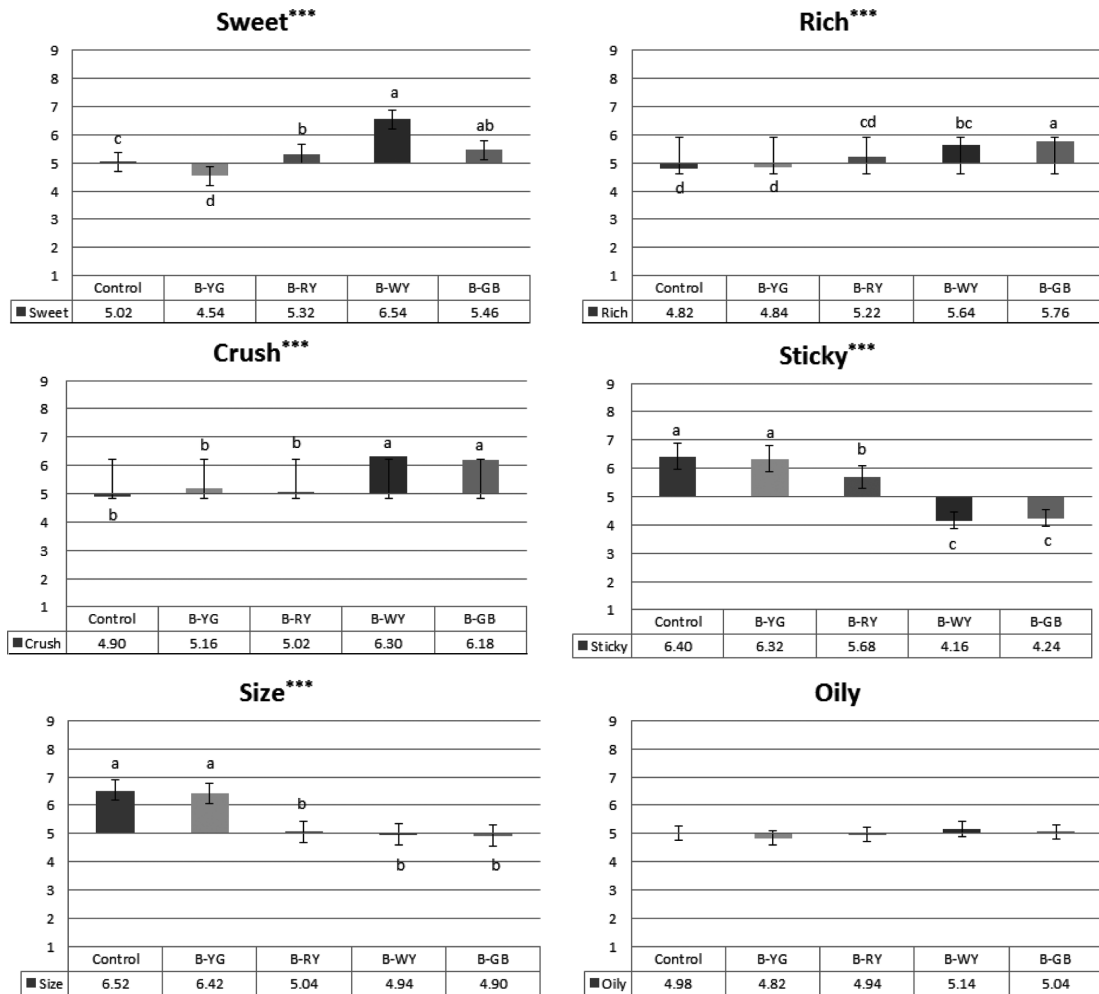 Sweet***
9
8
7
6
5
4
3
2
1
c
d
b
a
ab
Control B-YG B-RY B-WY B-GB
Sweet 5.02 4.54 5.32 6.54 5.46
Rich***
9
8
7
6
5
4
3
2
1
d
d
cd
bc
a
Control B-YG B-RY B-WY B-GB
Rich 4.82 4.84 5.22 5.64 5.76
Crush***
9
8
7
6
5
4
3
2
1
b
b
b
a
a
Control B-YG B-RY B-WY B-GB
Crush 4.90 5.16 5.02 6.30 6.18
Sticky***
9
8
7
6
5
4
3
2
1
a
a
b
c
c
Control B-YG B-RY B-WY B-GB
Sticky 6.40 6.32 5.68 4.16 4.24
Size***
9
8
7
6
5
4
3
2
1
a
a
b
b
b
Control B-YG B-RY B-WY B-GB
Size 6.52 6.42 5.04 4.94 4.90
Oily
9
8
7
6
5
4
3
2
1
Control B-YG B-RY B-WY B-GB
Oily 4.98 4.82 4.94 5.14 5.04